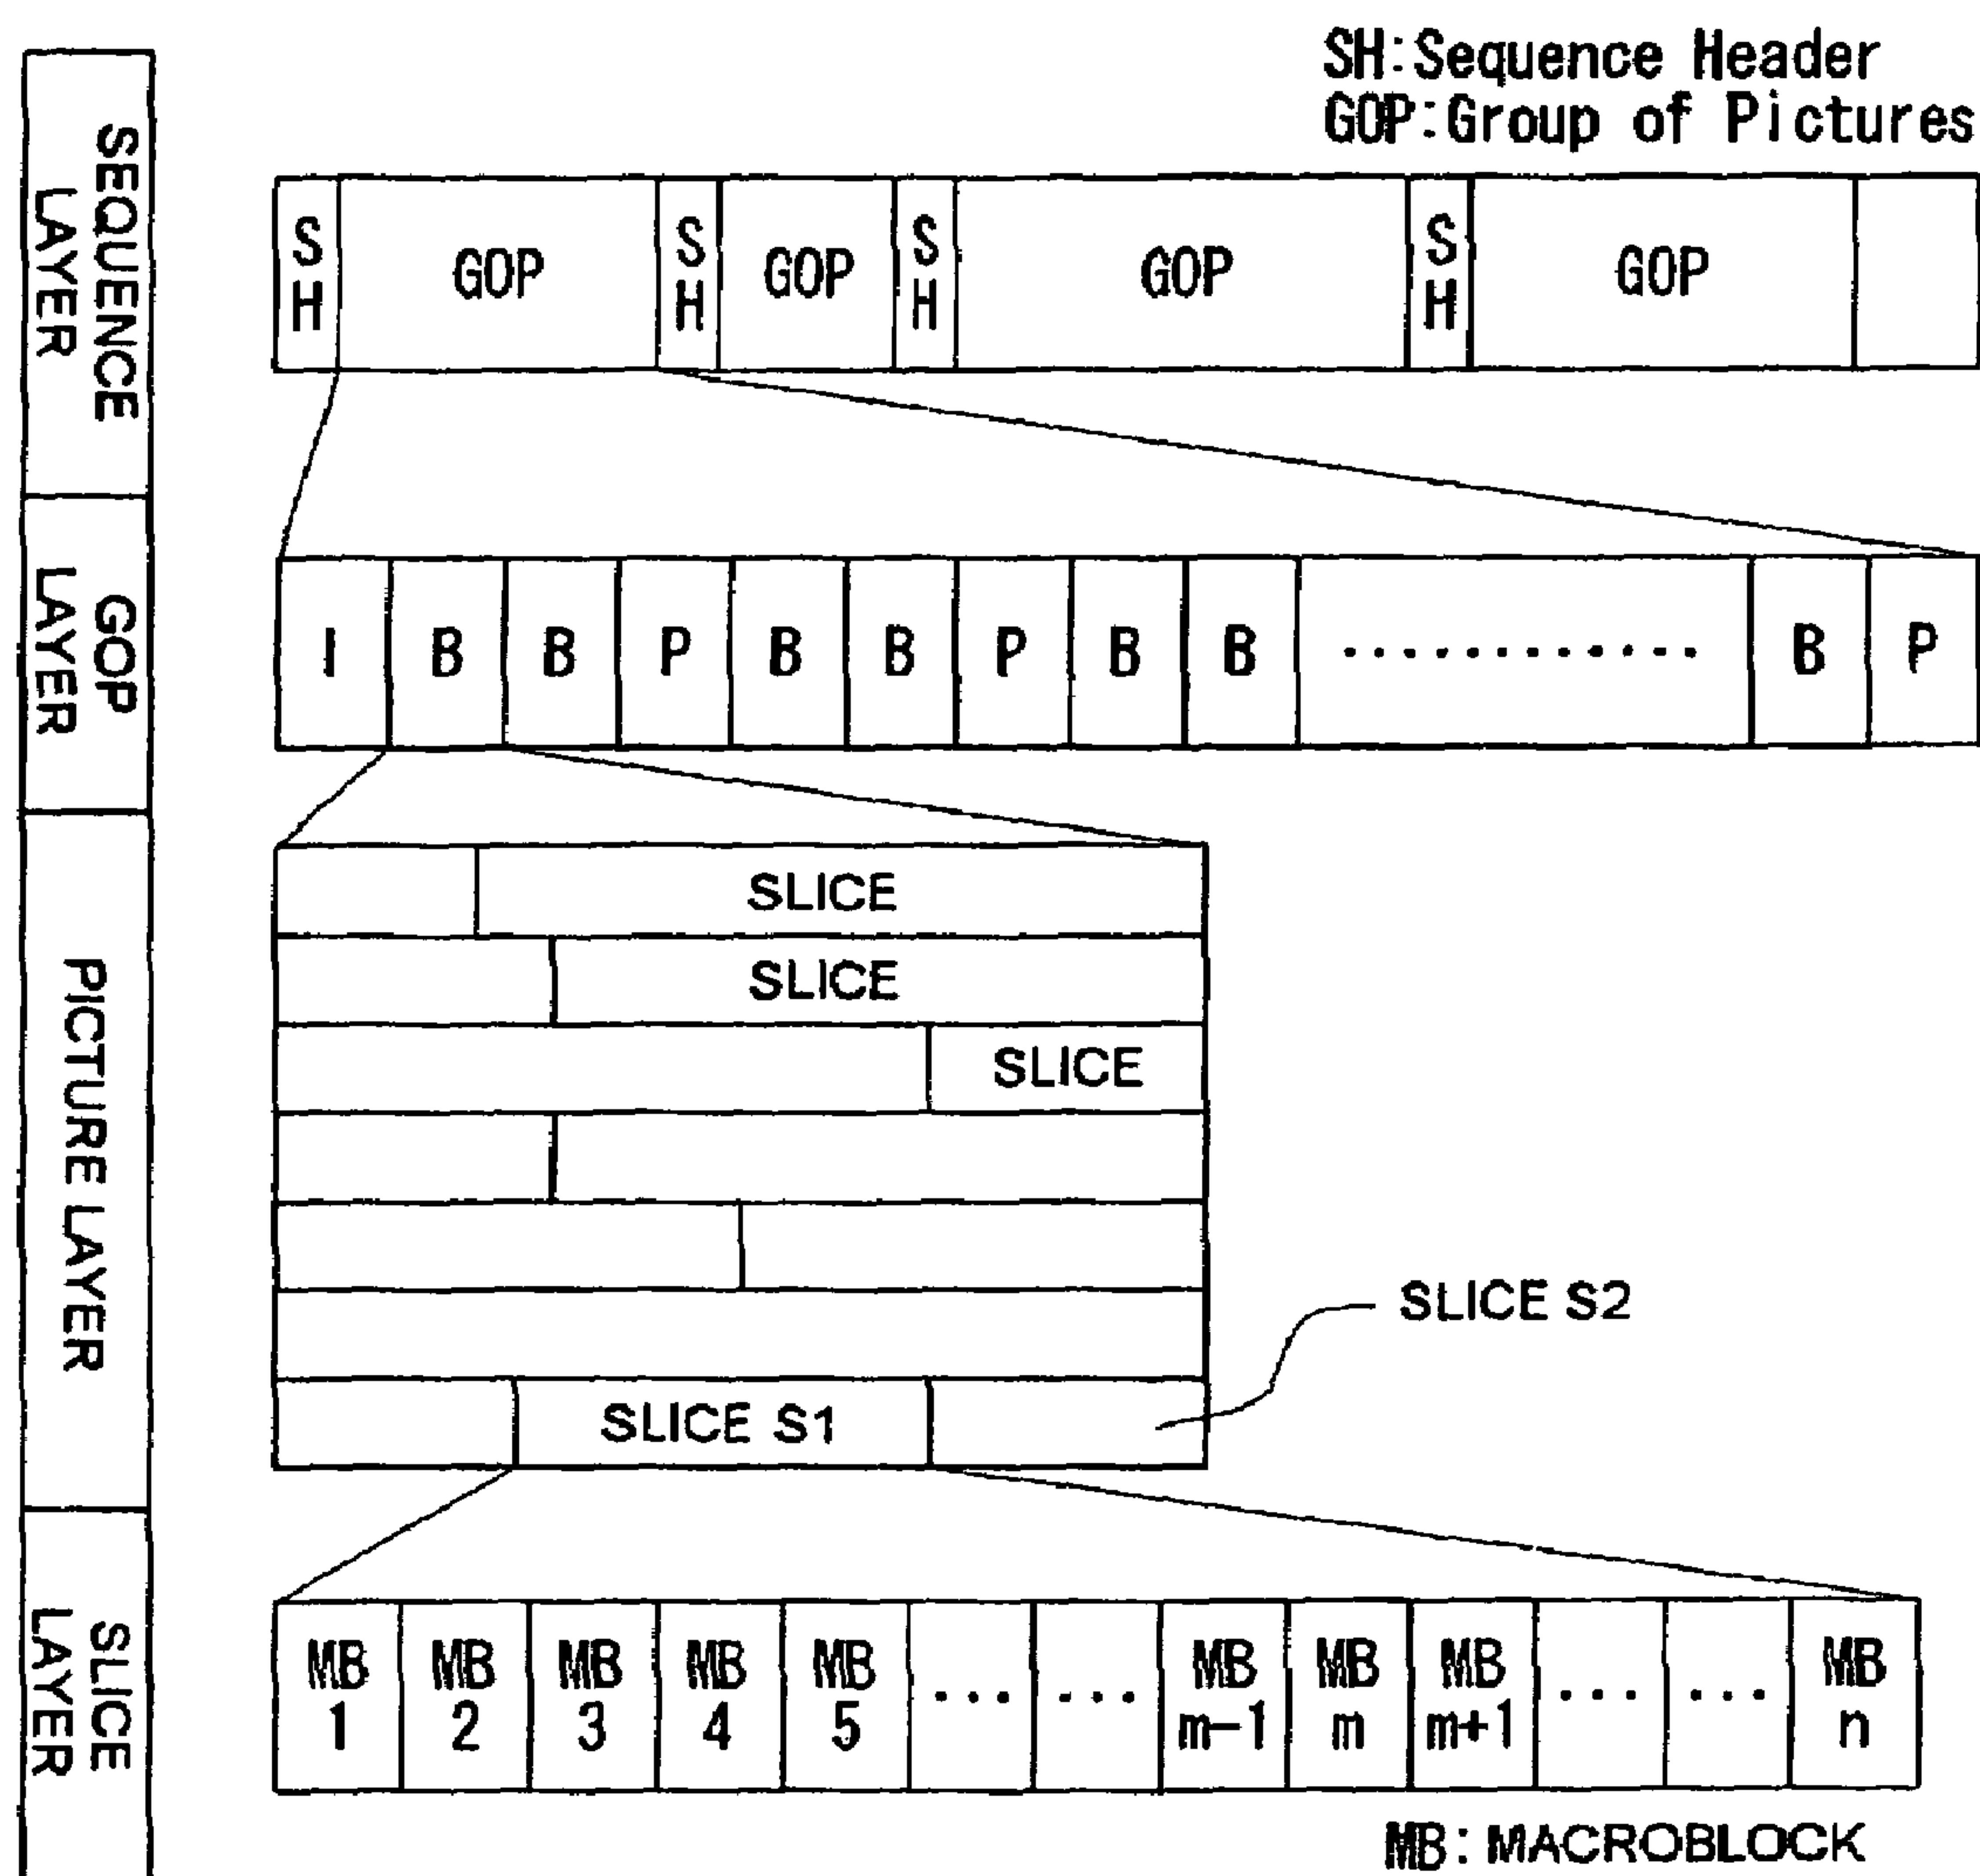 SH:Sequence Header
GOP:Group of Pictures
SEQUENCE
LAYER
S
H
GOP
S
H
GOP
S
H
GOP
S
H
GOP
GOP
LAYER
I B B P B B P B B ············ B P
PICTURE LAYER
SLICE
SLICE
SLICE
SLICE S2
SLICE S1
SLICE
LAYER
MB
1
MB
2
MB
3
MB
4
MB
5
...
...
MB
m-1
MB
m
MB
m+1
...
...
MB
n
MB: MACROBLOCK